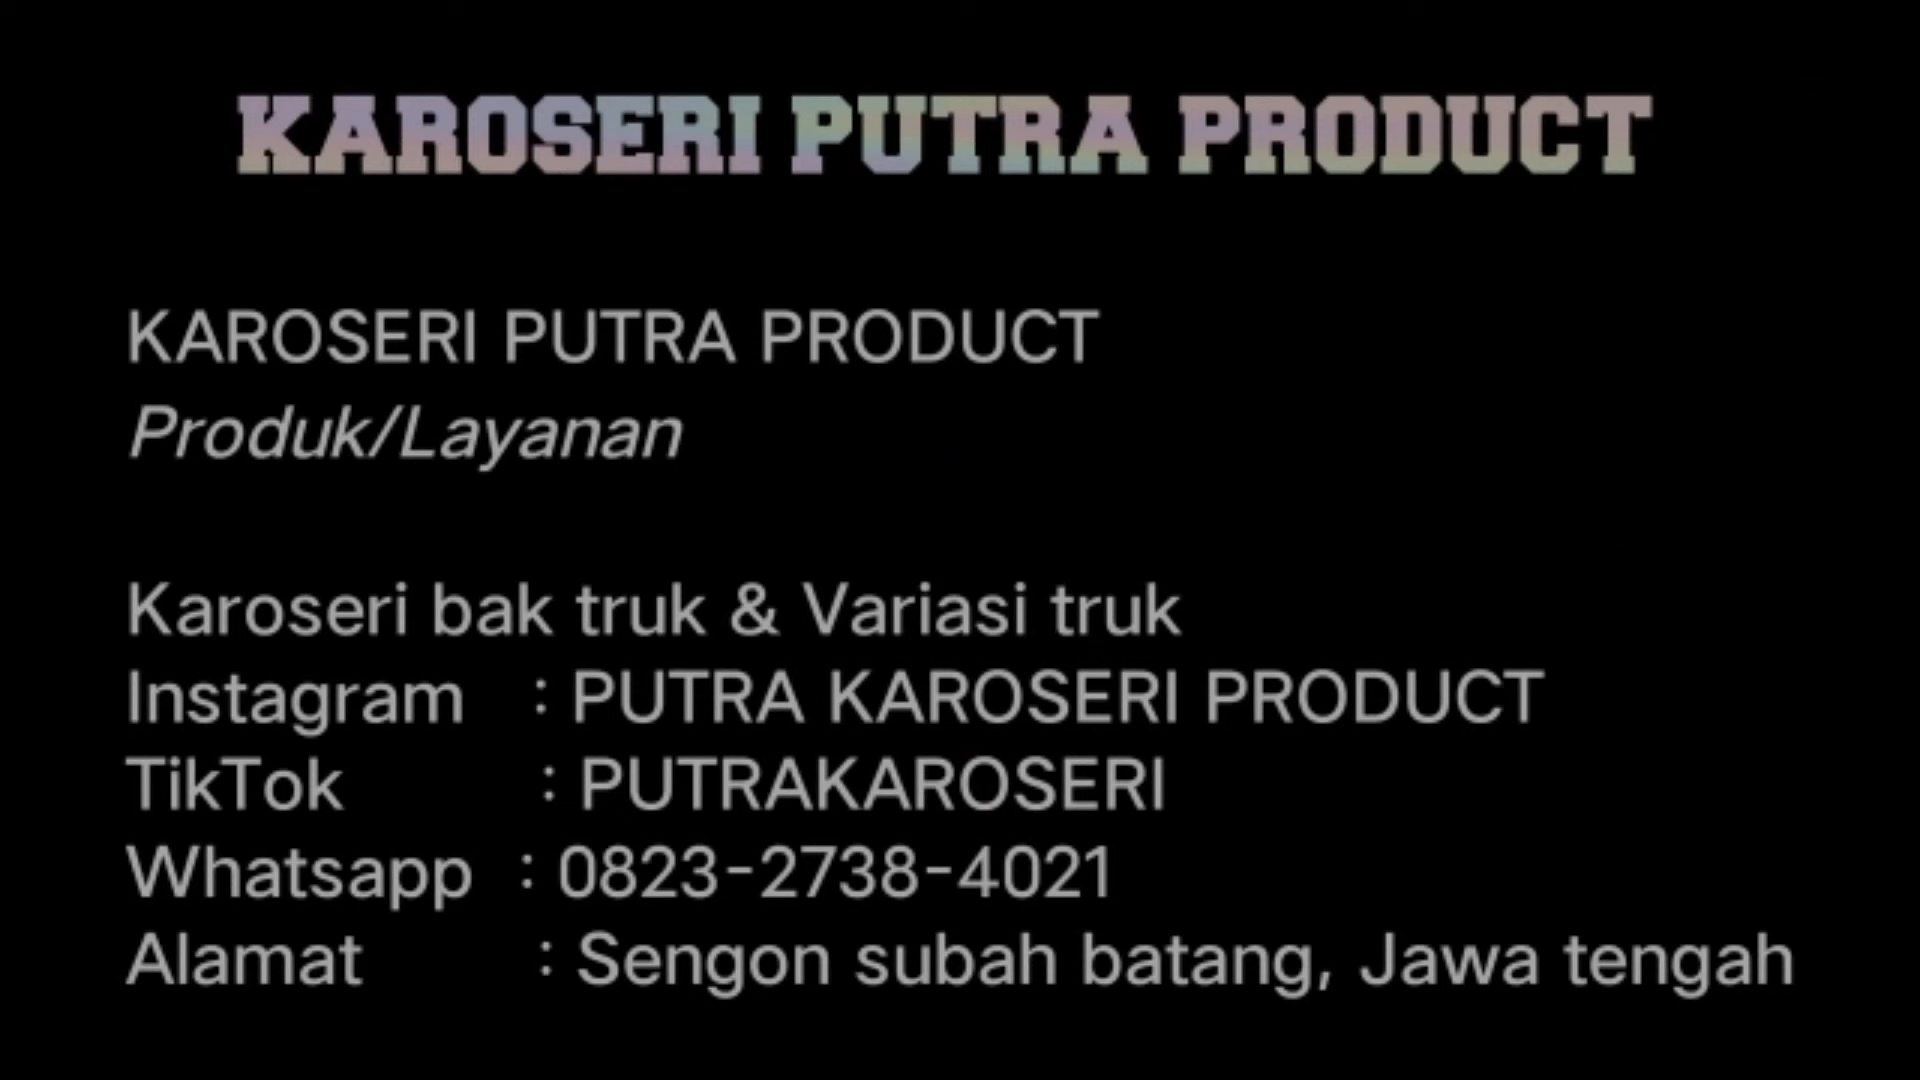 KAROSERI PUTRA PRODUCT
KAROSERI PUTRA PRODUCT
Produk/Layanan
Karoseri bak truk & Variasi truk
Instagram : PUTRA KAROSERI PRODUCT
TikTok : PUTRAKAROSERI
Whatsapp : 0823-2738-4021
Alamat : Sengon subah batang, Jawa tengah